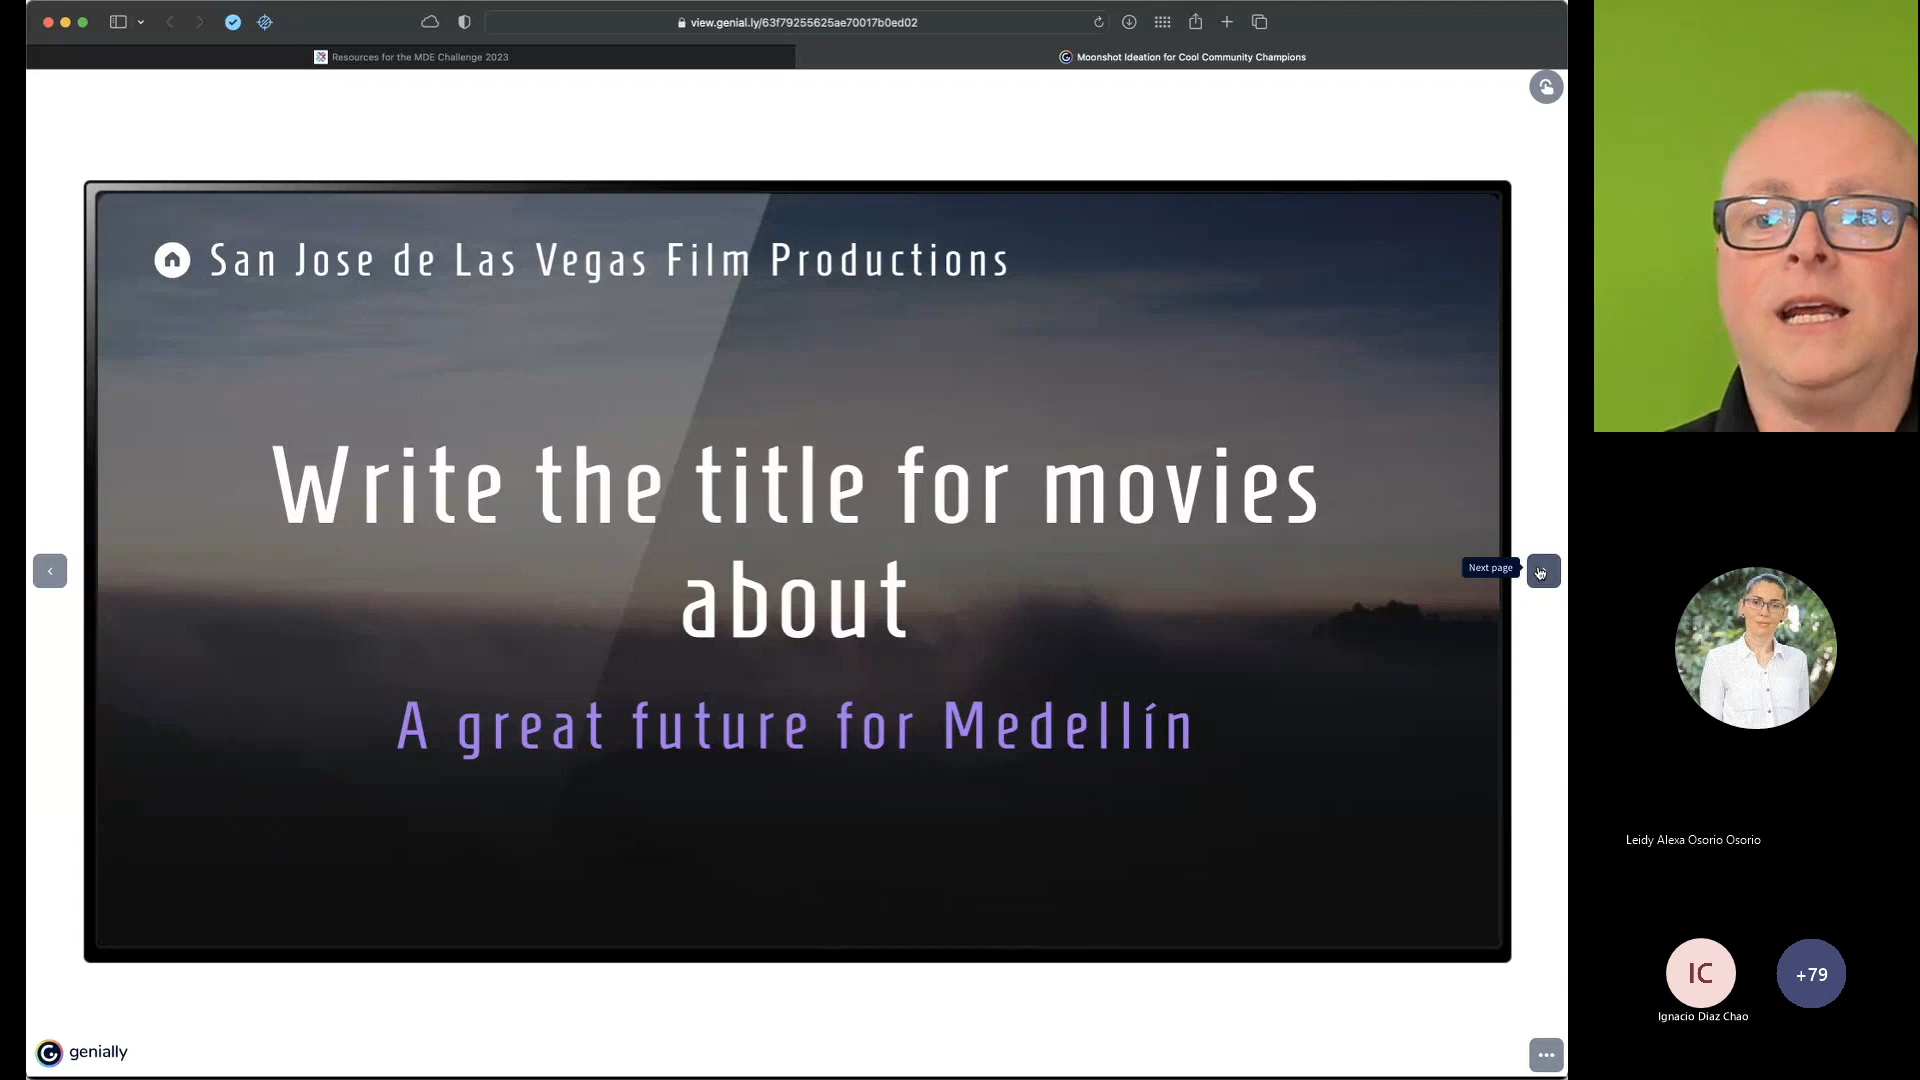 view.genial.ly/63f79255625ae70017b0ed02
Resources for the MDE Challenge 2023
Moonshot Ideation for Cool Community Champions
San Jose de Las Vegas Film Productions
Write the title for movies
about
A great future for Medellín
Next page
genially
Leidy Alexa Osorio Osorio
IC
+79
Ignacio Diaz Chao